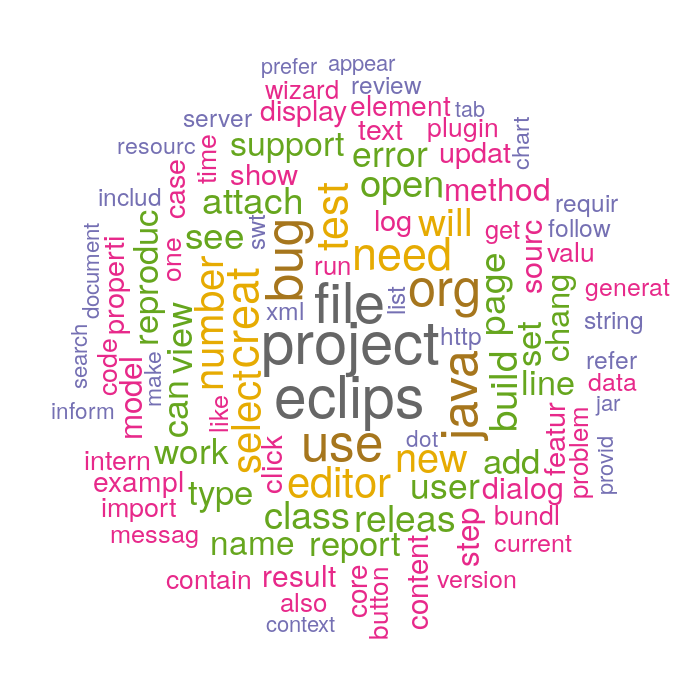 prefer
appear
wizard
review
display
element
tab
server
text
plugin
chart
resourc
support
error
updat
case
time
show
open
method
includ
attach
test
log
will
get
requir
document
properti
reproduc
one
see
swt
bug
run
need
sourc
follow
valu
number
creat
xml
file
list
org
page
chang
generat
search
code
model
make
can
view
select
project
http
java
build
set
string
inform
like
eclips
line
refer
data
jar
intern
work
click
use
dot
new
add
featur
problem
provid
exampl
type
editor
user
dialog
import
class
releas
step
bundl
messag
name
report
content
current
contain
result
core
button
version
also
context